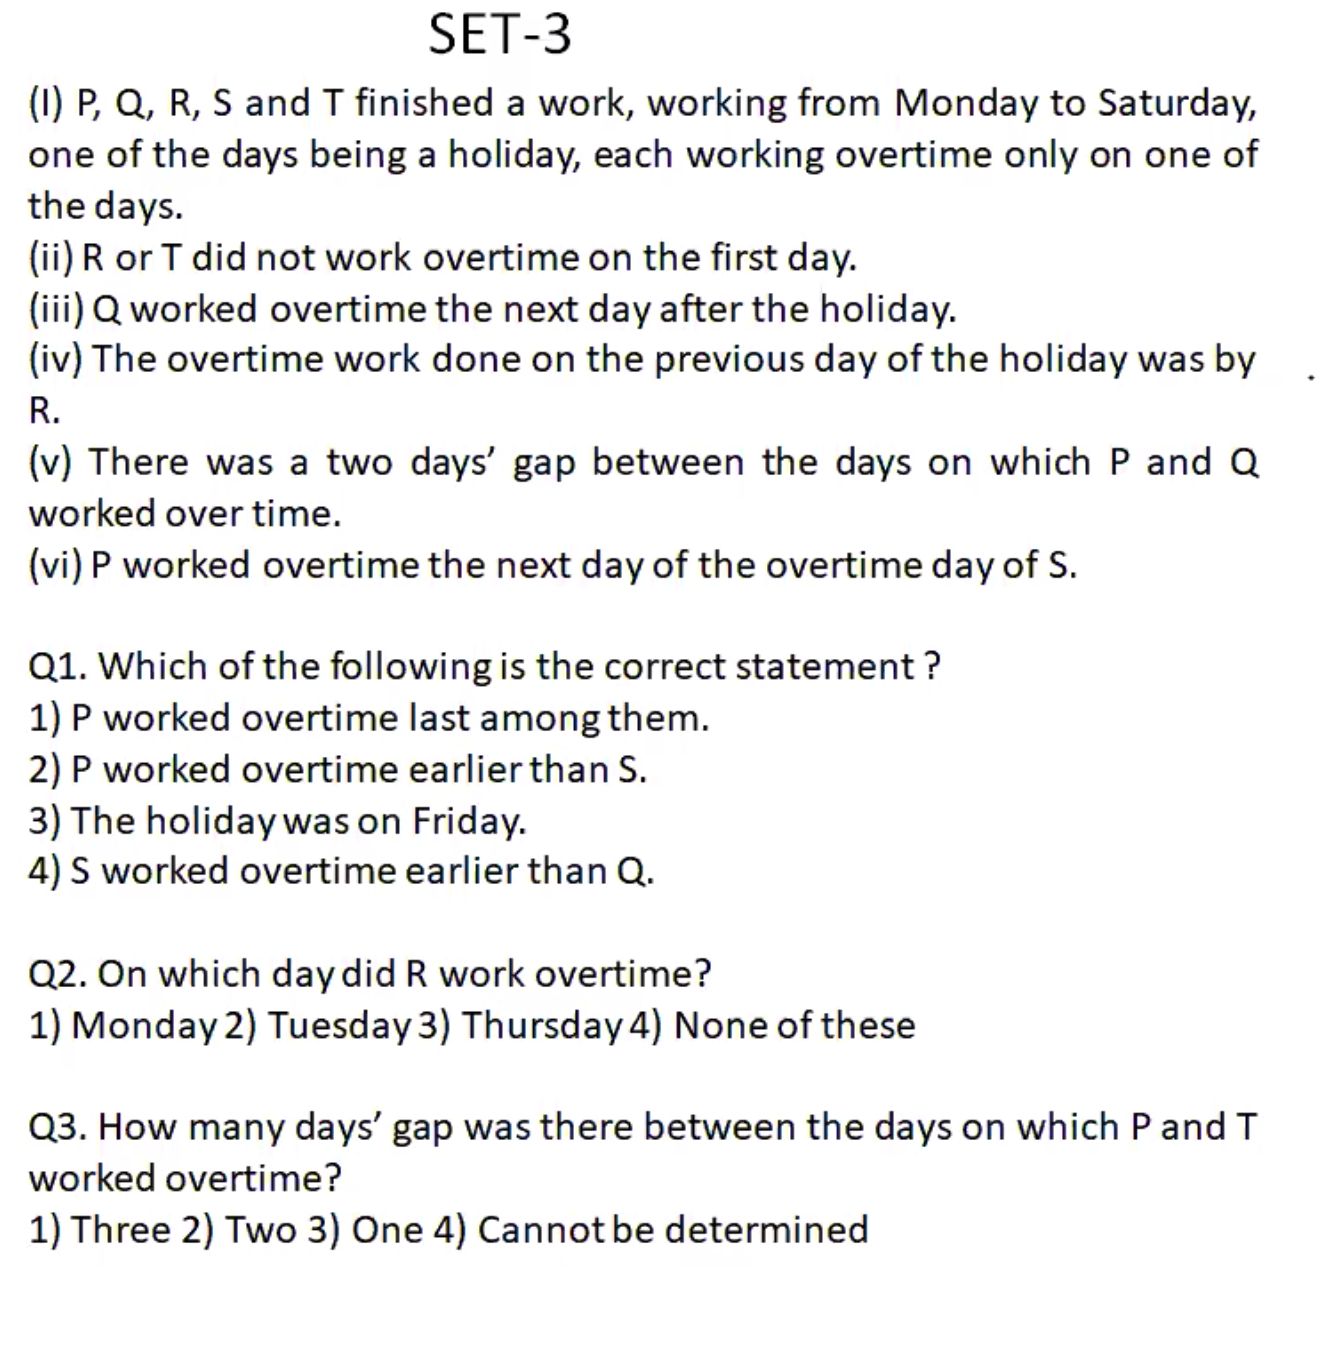 SET-3
(I) P, Q, R, S and T finished a work, working from Monday to Saturday,
one of the days being a holiday, each working overtime only on one of
the days.
(ii) R or T did not work overtime on the first day.
(iii) Q worked overtime the next day after the holiday.
(iv) The overtime work done on the previous day of the holiday was by
R.
(v) There was a two days’ gap between the days on which P and Q
worked over time.
(vi) P worked overtime the next day of the overtime day of S.
Q1. Which of the following is the correct statement ?
1) P worked overtime last among them.
2) P worked overtime earlier than S.
3) The holiday was on Friday.
4) S worked overtime earlier than Q.
Q2. On which day did R work overtime?
1) Monday 2) Tuesday 3) Thursday 4) None of these
Q3. How many days’ gap was there between the days on which P and T
worked overtime?
1) Three 2) Two 3) One 4) Cannot be determined